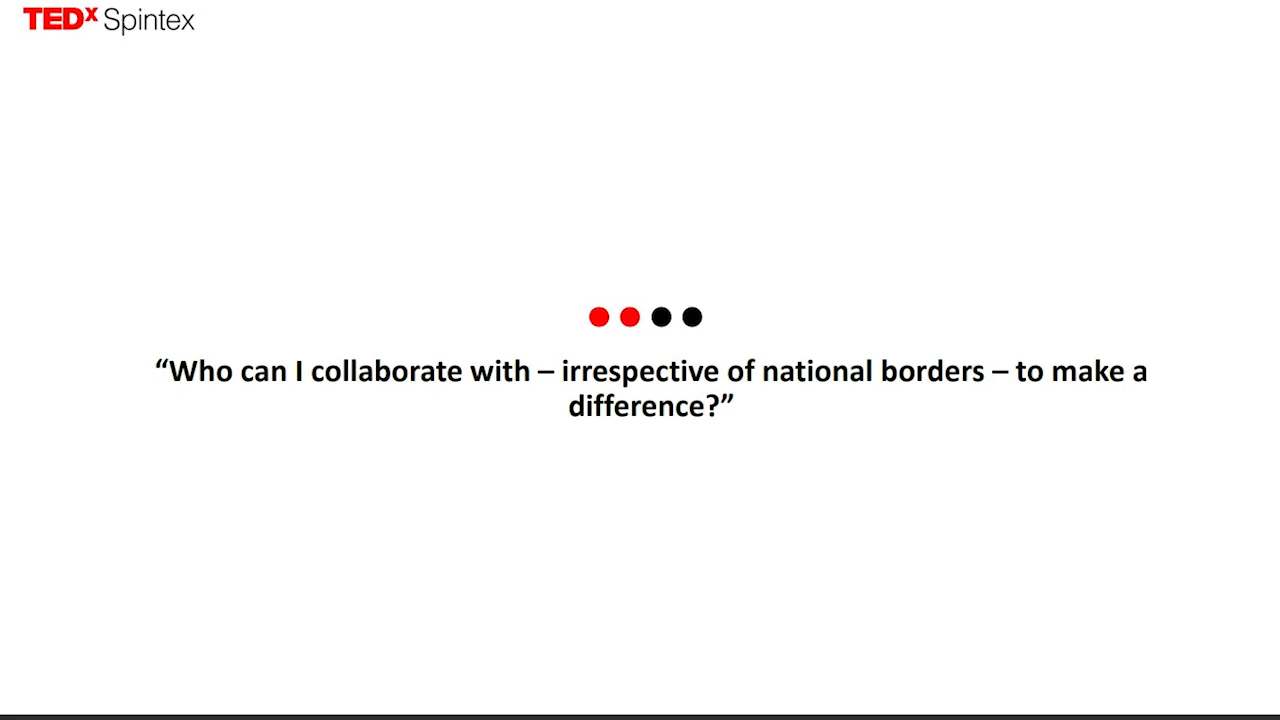 TEDx Spintex
“Who can I collaborate with – irrespective of national borders – to make a
difference?”